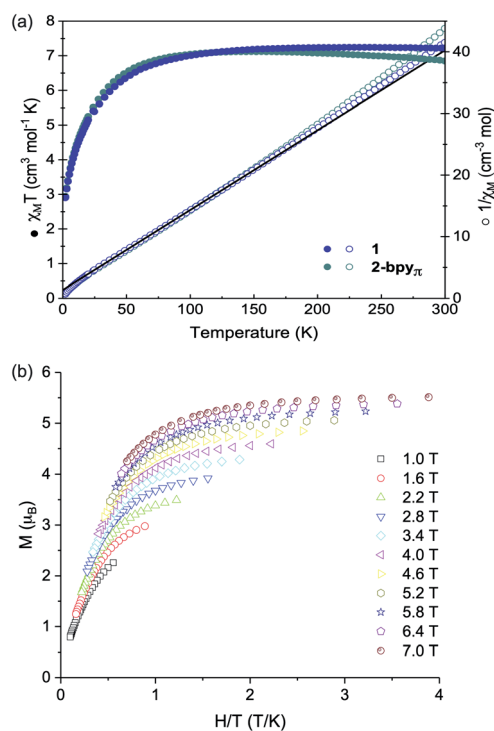 (a)
8
7
6
5
4
3
2
1
0
● χMT (cm³ mol⁻¹ K)
50
40
30
20
10
0
○ 1/χM (cm⁻³ mol)
1
2-bpyπ
0 50 100 150 200 250 300
Temperature (K)
(b)
7
6
5
4
3
2
1
0
M (μB)
1.0 T
1.6 T
2.2 T
2.8 T
3.4 T
4.0 T
4.6 T
5.2 T
5.8 T
6.4 T
7.0 T
0 1 2 3 4
H/T (T/K)